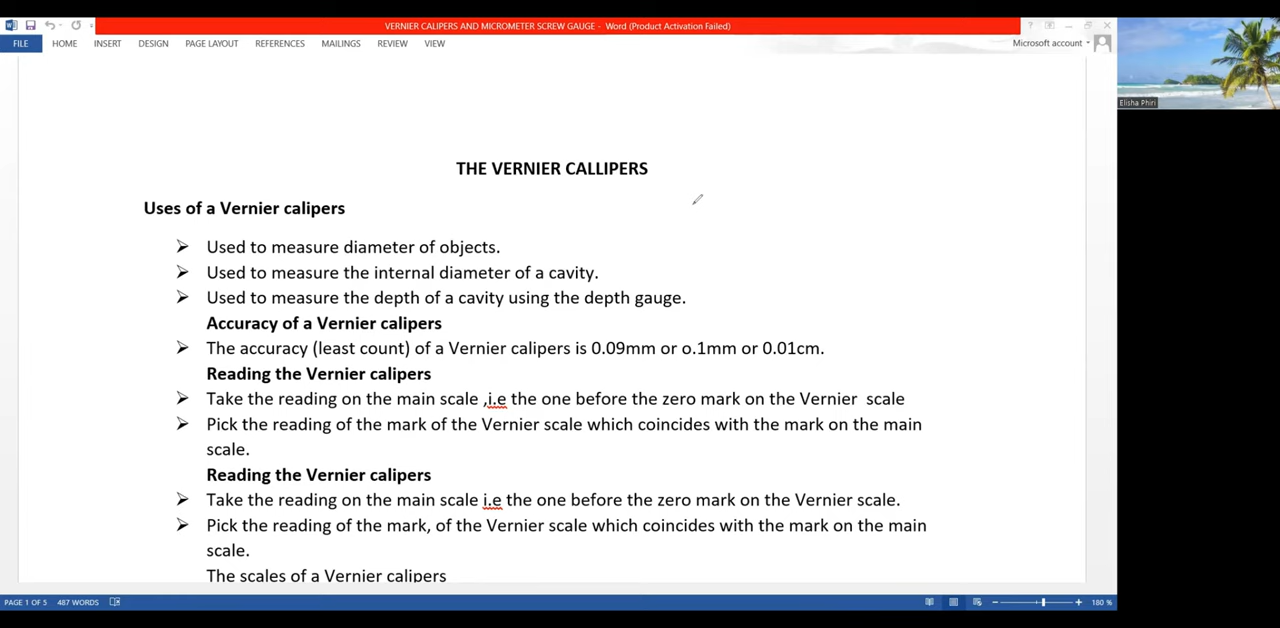 VERNIER CALIPERS AND MICROMETER SCREW GAUGE - Word (Product Activation Failed)
FILE HOME INSERT DESIGN PAGE LAYOUT REFERENCES MAILINGS REVIEW VIEW Microsoft account
Elisha Phiri
THE VERNIER CALLIPERS
Uses of a Vernier calipers
➢ Used to measure diameter of objects.
➢ Used to measure the internal diameter of a cavity.
➢ Used to measure the depth of a cavity using the depth gauge.
Accuracy of a Vernier calipers
➢ The accuracy (least count) of a Vernier calipers is 0.09mm or o.1mm or 0.01cm.
Reading the Vernier calipers
➢ Take the reading on the main scale ,i.e the one before the zero mark on the Vernier scale
➢ Pick the reading of the mark of the Vernier scale which coincides with the mark on the main
scale.
Reading the Vernier calipers
➢ Take the reading on the main scale i.e the one before the zero mark on the Vernier scale.
➢ Pick the reading of the mark, of the Vernier scale which coincides with the mark on the main
scale.
The scales of a Vernier calipers
PAGE 1 OF 5 487 WORDS 180 %